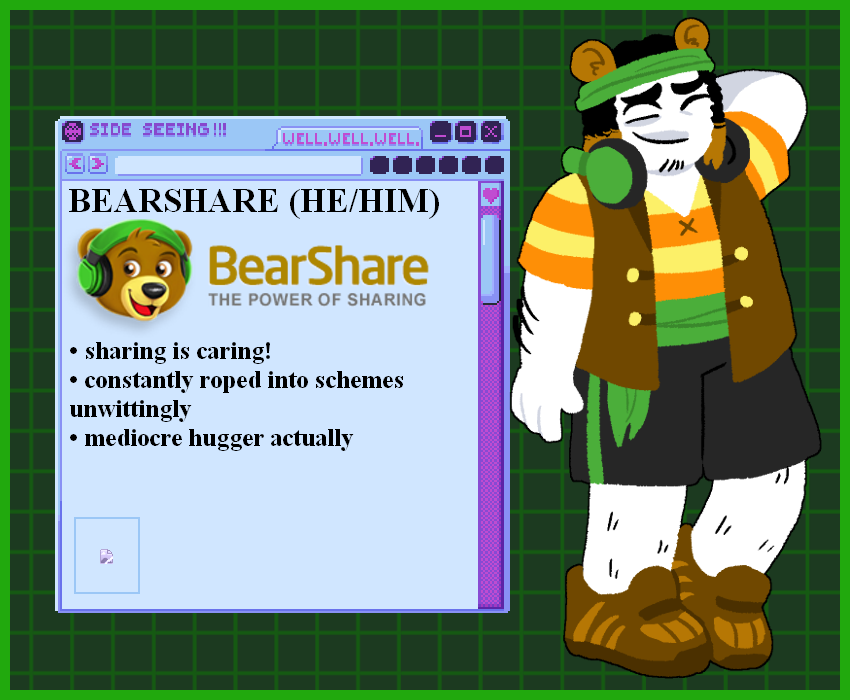 SIDE SEEING!!!
WELL.WELL.WELL.
BEARSHARE (HE/HIM)
BearShare
THE POWER OF SHARING
• sharing is caring!
• constantly roped into schemes
unwittingly
• mediocre hugger actually